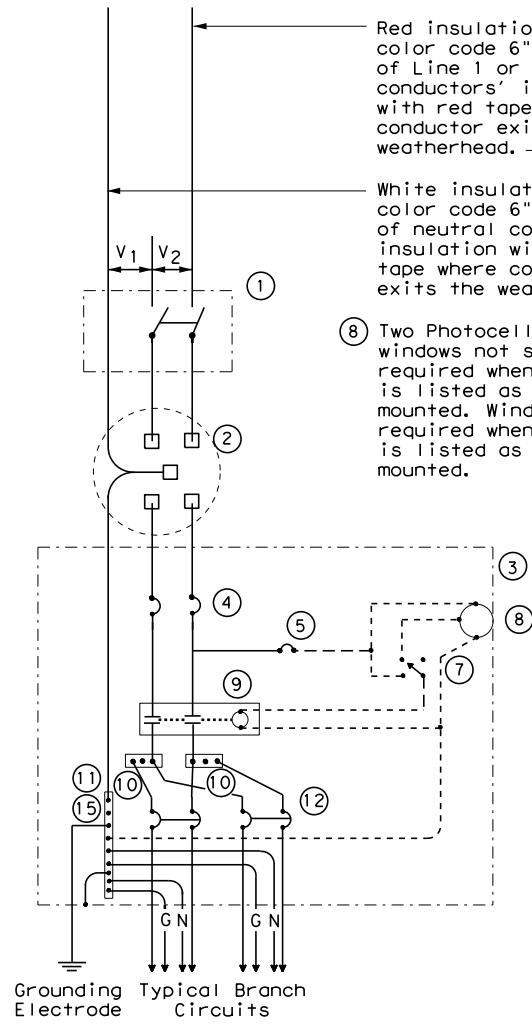 Red insulatio
color code 6"
of Line 1 or
conductors' i
with red tape
conductor exi
weatherhead.
White insulat
color code 6"
of neutral co
insulation wi
tape where co
exits the wea
V1 V2
1
8 Two Photocell
windows not s
required when
is listed as
mounted. Wind
required when
is listed as
mounted.
2
3
4
5
8
7
9
11
10
10
12
15
G N
G N
Grounding
Electrode
Typical Branch
Circuits